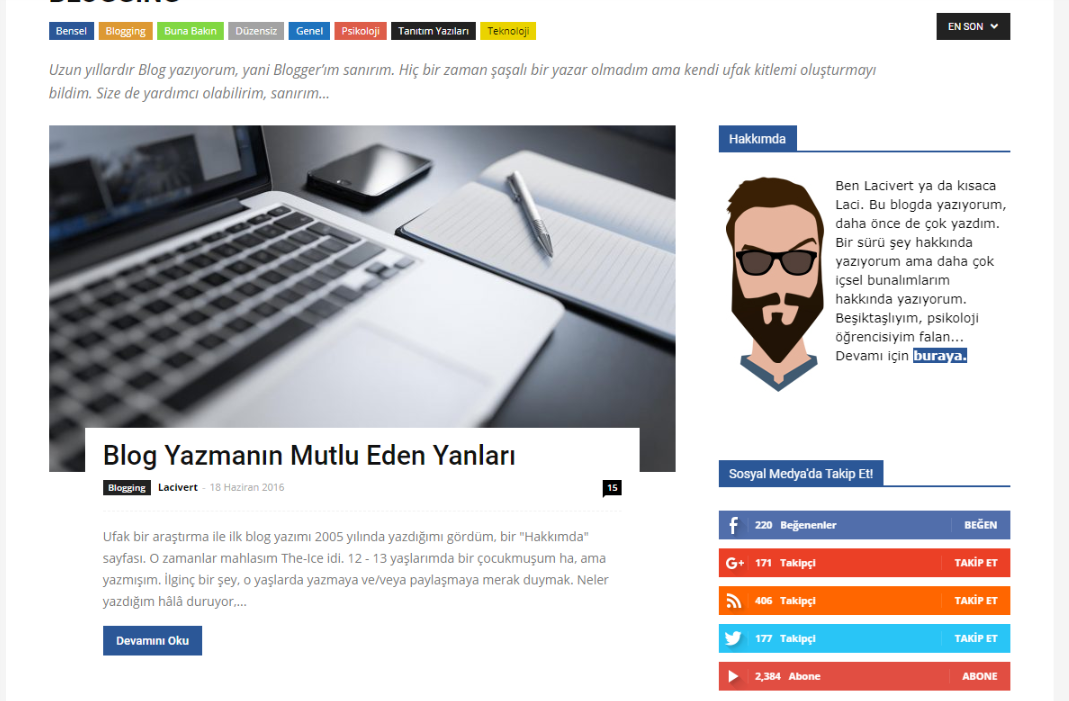 BLOGGING
Bensel Blogging Buna Bakın Düzensiz Genel Psikoloji Tanıtım Yazıları Teknoloji
EN SON
Uzun yıllardır Blog yazıyorum, yani Blogger'ım sanırım. Hiç bir zaman şaşalı bir yazar olmadım ama kendi ufak kitlemi oluşturmayı
bildim. Size de yardımcı olabilirim, sanırım...
Blog Yazmanın Mutlu Eden Yanları
Blogging Lacivert - 18 Haziran 2016 15
Ufak bir araştırma ile ilk blog yazımı 2005 yılında yazdığımı gördüm, bir "Hakkımda"
sayfası. O zamanlar mahlasım The-Ice idi. 12 - 13 yaşlarımda bir çocukmuşum ha, ama
yazmışım. İlginç bir şey, o yaşlarda yazmaya ve/veya paylaşmaya merak duymak. Neler
yazdığım hâlâ duruyor,...
Devamını Oku
Hakkımda
Ben Lacivert ya da kısaca
Laci. Bu blogda yazıyorum,
daha önce de çok yazdım.
Bir sürü şey hakkında
yazıyorum ama daha çok
içsel bunalımlarım
hakkında yazıyorum.
Beşiktaşlıyım, psikoloji
öğrencisiyim falan...
Devamı için buraya.
Sosyal Medya'da Takip Et!
220 Beğenenler BEĞEN
G+ 171 Takipçi TAKİP ET
406 Takipçi TAKİP ET
177 Takipçi TAKİP ET
2,384 Abone ABONE